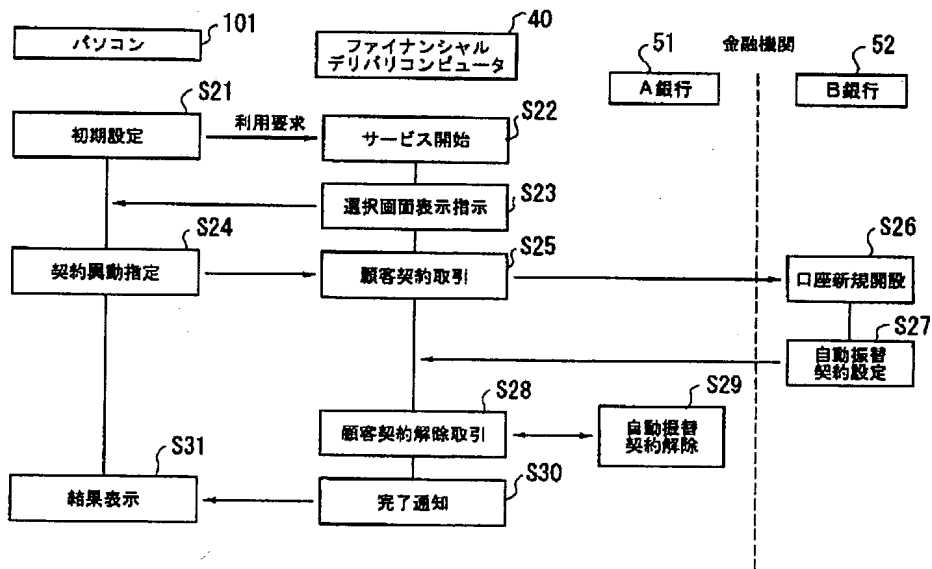 101
パソコン
40
ファイナンシャル
デリバリコンピュータ
金融機関
51
A銀行
52
B銀行
S21
初期設定
利用要求
S22
サービス開始
S23
選択画面表示指示
S24
契約異動指定
S25
顧客契約取引
S26
口座新規開設
S27
自動振替
契約設定
S28
顧客契約解除取引
S29
自動振替
契約解除
S30
完了通知
S31
結果表示